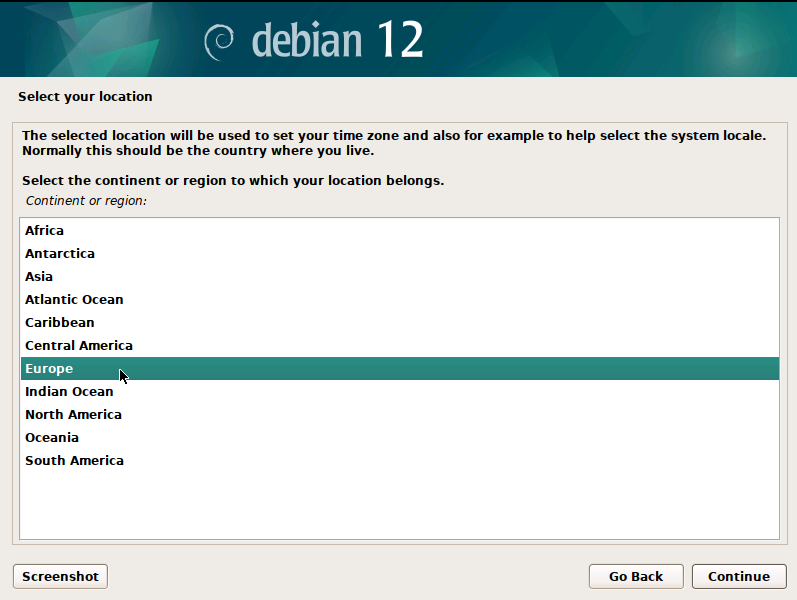 debian 12
Select your location
The selected location will be used to set your time zone and also for example to help select the system locale.
Normally this should be the country where you live.
Select the continent or region to which your location belongs.
Continent or region:
Africa
Antarctica
Asia
Atlantic Ocean
Caribbean
Central America
Europe
Indian Ocean
North America
Oceania
South America
Screenshot
Go Back
Continue